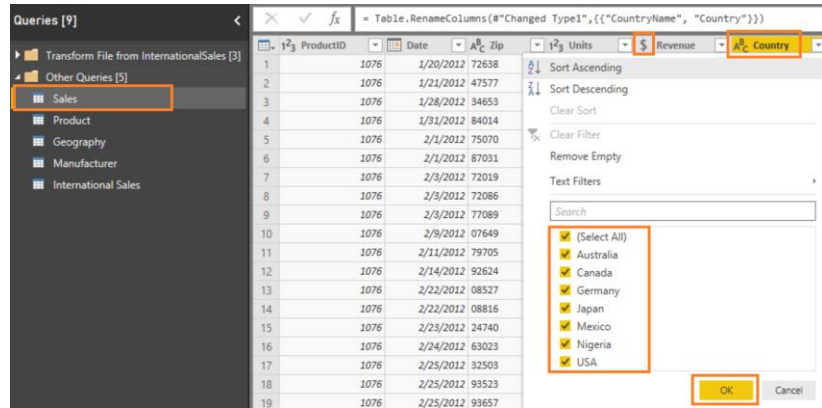 Queries [9] <
fx = Table.RenameColumns(#"Changed Type1",{{"CountryName", "Country"}})
Transform File from InternationalSales [3]
Other Queries [5]
Sales
Product
Geography
Manufacturer
International Sales
1²3 ProductID Date ABC Zip 1²3 Units $ Revenue ABC Country
1 1076 1/20/2012 72638
2 1076 1/21/2012 47577
3 1076 1/28/2012 34653
4 1076 1/31/2012 84014
5 1076 2/1/2012 75070
6 1076 2/1/2012 87031
7 1076 2/3/2012 72019
8 1076 2/3/2012 72086
9 1076 2/3/2012 77089
10 1076 2/9/2012 07649
11 1076 2/11/2012 79705
12 1076 2/14/2012 92624
13 1076 2/22/2012 08527
14 1076 2/22/2012 08816
15 1076 2/23/2012 24740
16 1076 2/24/2012 63023
17 1076 2/25/2012 32503
18 1076 2/25/2012 93523
19 1076 2/25/2012 93657
Sort Ascending
Sort Descending
Clear Sort
Clear Filter
Remove Empty
Text Filters
Search
(Select All)
Australia
Canada
Germany
Japan
Mexico
Nigeria
USA
OK Cancel